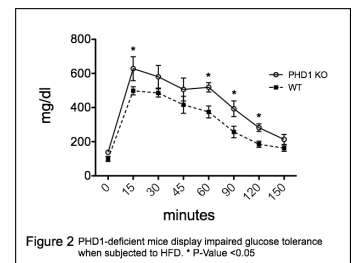 800
600
400
200
0
mg/dl
*
*
*
*
PHD1 KO
WT
0 15 30 45 60 90 120 150
minutes
Figure 2 PHD1-deficient mice display impaired glucose tolerance
when subjected to HFD. * P-Value <0.05